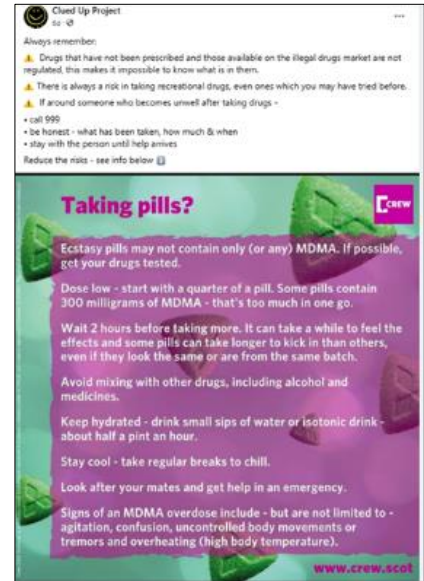 Clued Up Project
Always remember:
⚠️ Drugs that have not been prescribed and those available on the illegal drugs market are not
regulated, this makes it impossible to know what is in them.
⚠️ There is always a risk in taking recreational drugs, even ones which you may have tried before.
⚠️ If around someone who becomes unwell after taking drugs -
• call 999
• be honest - what has been taken, how much & when
• stay with the person until help arrives
Reduce the risks - see info below ⬇️
Taking pills?
CREW
Ecstasy pills may not contain only (or any) MDMA. If possible,
get your drugs tested.
Dose low - start with a quarter of a pill. Some pills contain
300 milligrams of MDMA - that's too much in one go.
Wait 2 hours before taking more. It can take a while to feel the
effects and some pills can take longer to kick in than others,
even if they look the same or are from the same batch.
Avoid mixing with other drugs, including alcohol and
medicines.
Keep hydrated - drink small sips of water or isotonic drink -
about half a pint an hour.
Stay cool - take regular breaks to chill.
Look after your mates and get help in an emergency.
Signs of an MDMA overdose include - but are not limited to -
agitation, confusion, uncontrolled body movements or
tremors and overheating (high body temperature).
www.crew.scot